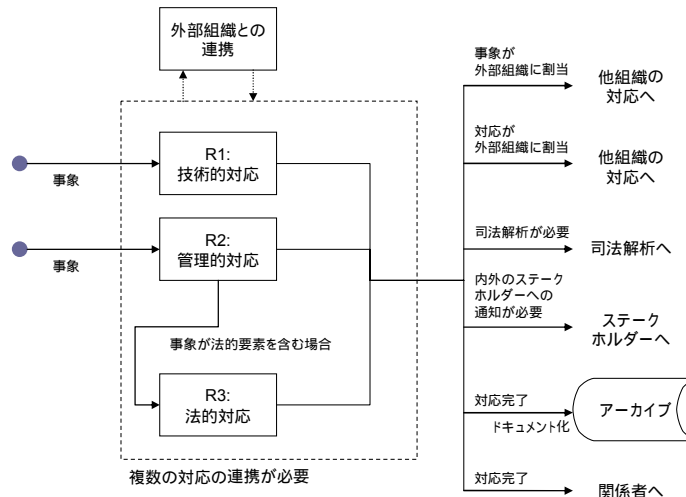 外部組織との
連携
事象
R1:
技術的対応
事象
R2:
管理的対応
事象が法的要素を含む場合
R3:
法的対応
複数の対応の連携が必要
事象が
外部組織に割当
他組織の
対応へ
対応が
外部組織に割当
他組織の
対応へ
司法解析が必要
司法解析へ
内外のステーク
ホルダーへの
通知が必要
ステーク
ホルダーへ
対応完了
ドキュメント化
アーカイブ
対応完了
関係者へ